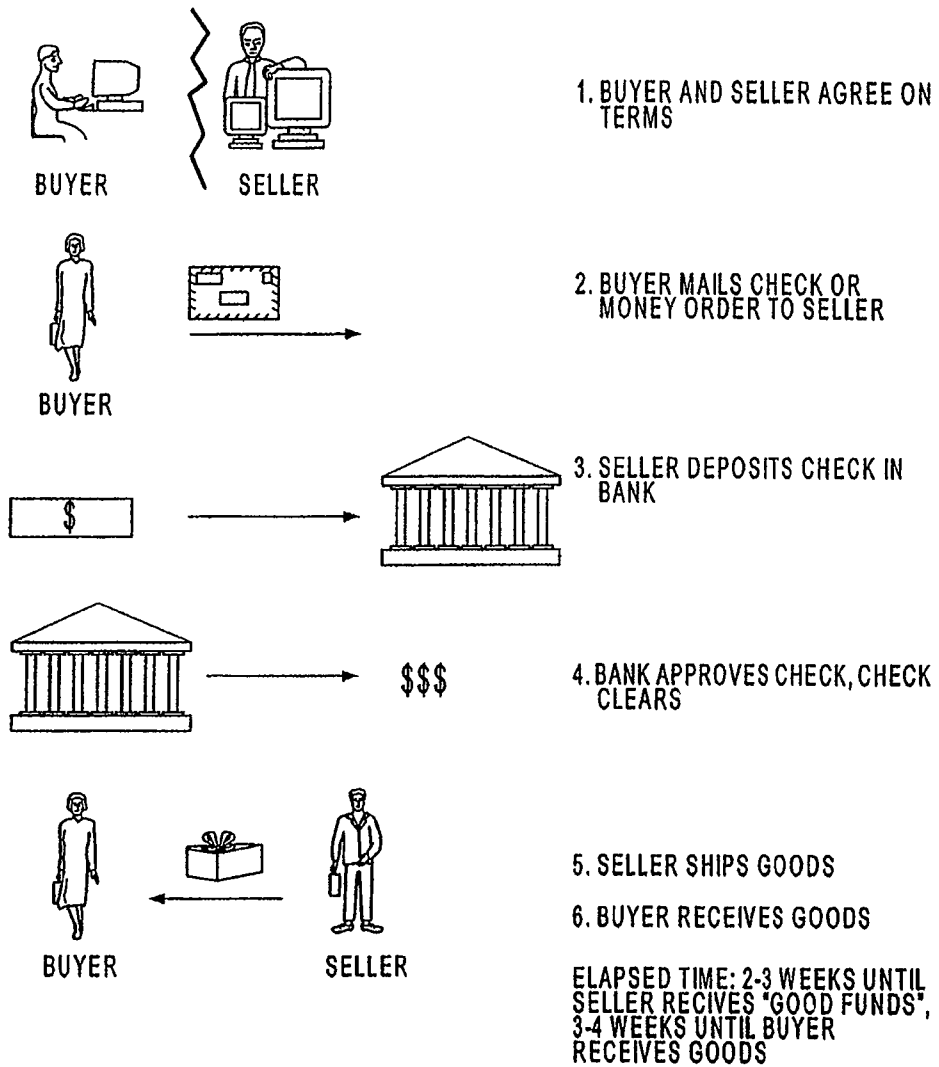 BUYER
SELLER
1. BUYER AND SELLER AGREE ON
TERMS
BUYER
2. BUYER MAILS CHECK OR
MONEY ORDER TO SELLER
$
3. SELLER DEPOSITS CHECK IN
BANK
$$$
4. BANK APPROVES CHECK, CHECK
CLEARS
BUYER
SELLER
5. SELLER SHIPS GOODS
6. BUYER RECEIVES GOODS
ELAPSED TIME: 2-3 WEEKS UNTIL
SELLER RECIVES "GOOD FUNDS",
3-4 WEEKS UNTIL BUYER
RECEIVES GOODS